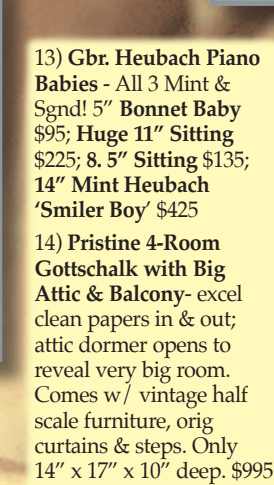 13) Gbr. Heubach Piano
Babies - All 3 Mint &
Sgnd! 5” Bonnet Baby
$95; Huge 11” Sitting
$225; 8. 5” Sitting $135;
14” Mint Heubach
‘Smiler Boy’ $425
14) Pristine 4-Room
Gottschalk with Big
Attic & Balcony- excel
clean papers in & out;
attic dormer opens to
reveal very big room.
Comes w/ vintage half
scale furniture, orig
curtains & steps. Only
14” x 17” x 10” deep. $995